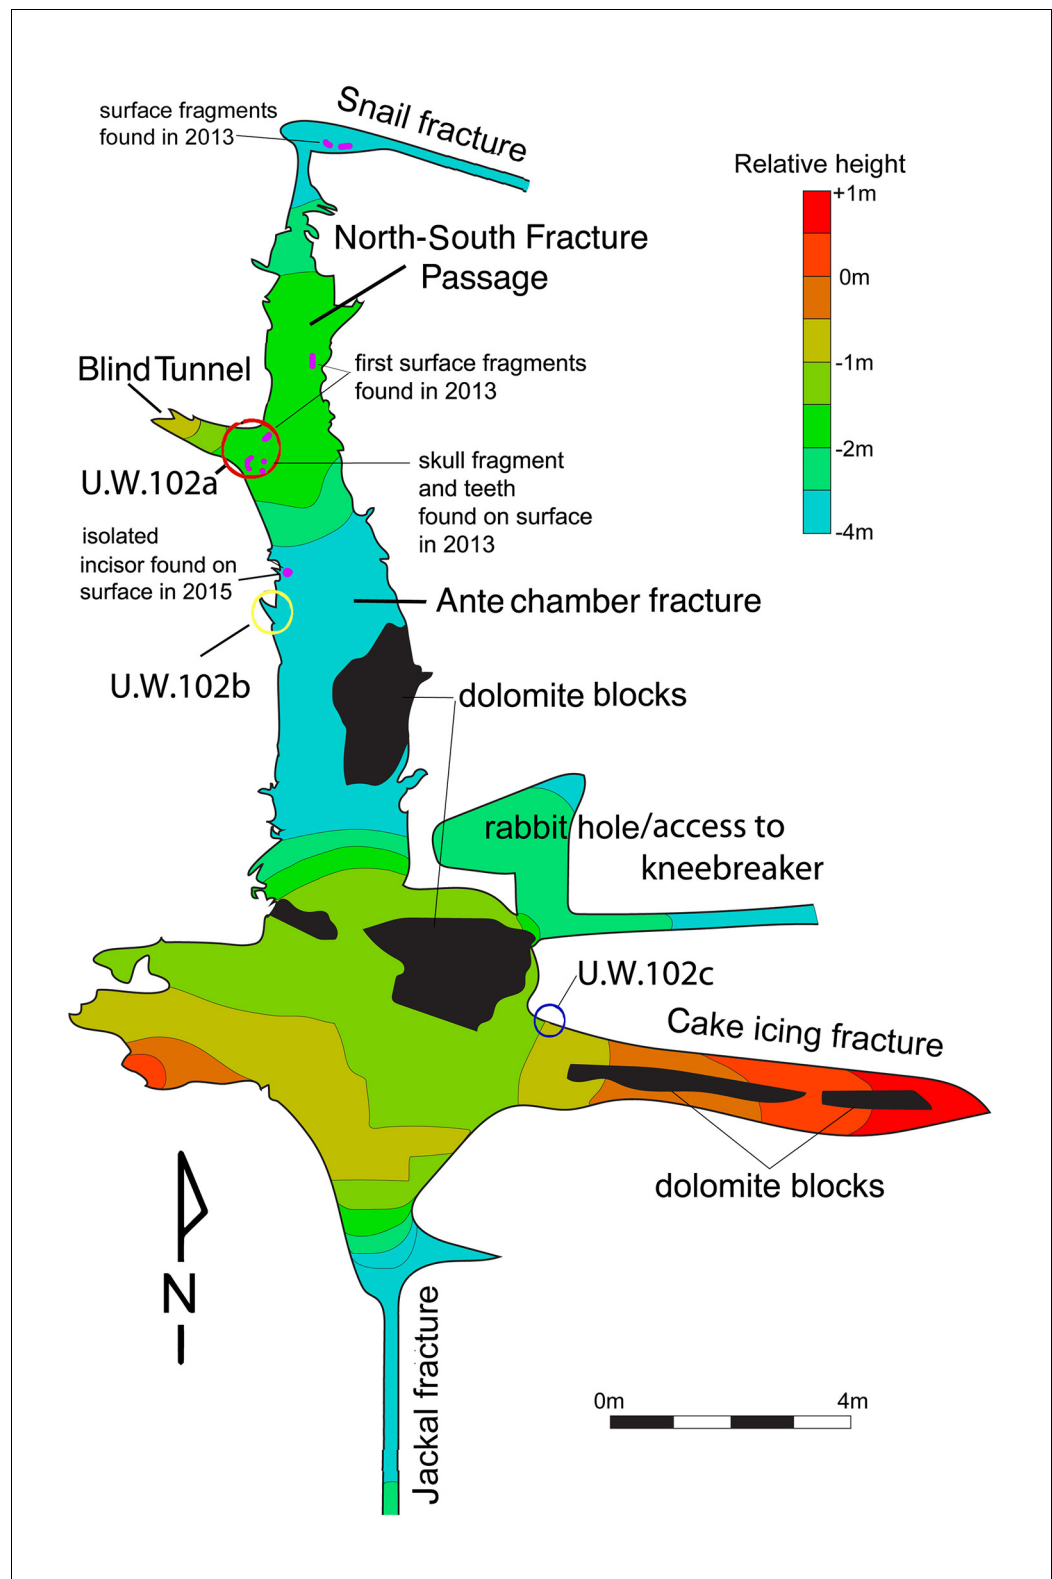 surface fragments
found in 2013
Snail fracture
Relative height
+1m
0m
-1m
-2m
-4m
North-South Fracture
Passage
Blind Tunnel
first surface fragments
found in 2013
U.W.102a
skull fragment
and teeth
found on surface
in 2013
isolated
incisor found on
surface in 2015
Ante chamber fracture
U.W.102b
dolomite blocks
rabbit hole/access to
kneebreaker
U.W.102c
Cake icing fracture
dolomite blocks
N
Jackal fracture
0m
4m